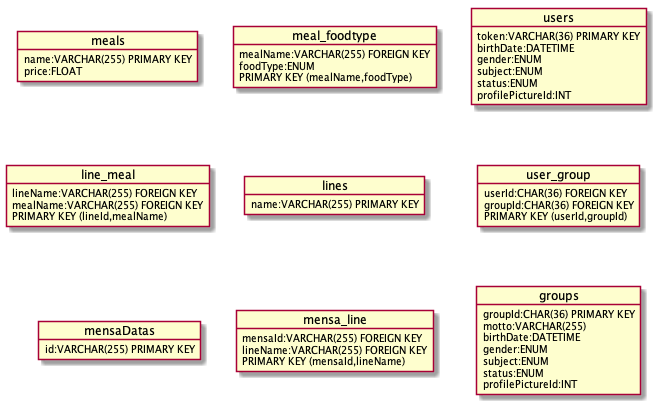 meals
name:VARCHAR(255) PRIMARY KEY
price:FLOAT
meal_foodtype
mealName:VARCHAR(255) FOREIGN KEY
foodType:ENUM
PRIMARY KEY (mealName,foodType)
users
token:VARCHAR(36) PRIMARY KEY
birthDate:DATETIME
gender:ENUM
subject:ENUM
status:ENUM
profilePictureId:INT
line_meal
lineName:VARCHAR(255) FOREIGN KEY
mealName:VARCHAR(255) FOREIGN KEY
PRIMARY KEY (lineId,mealName)
lines
name:VARCHAR(255) PRIMARY KEY
user_group
userId:CHAR(36) FOREIGN KEY
groupId:CHAR(36) FOREIGN KEY
PRIMARY KEY (userId,groupId)
mensaDatas
id:VARCHAR(255) PRIMARY KEY
mensa_line
mensaId:VARCHAR(255) FOREIGN KEY
lineName:VARCHAR(255) FOREIGN KEY
PRIMARY KEY (mensaId,lineName)
groups
groupId:CHAR(36) PRIMARY KEY
motto:VARCHAR(255)
birthDate:DATETIME
gender:ENUM
subject:ENUM
status:ENUM
profilePictureId:INT